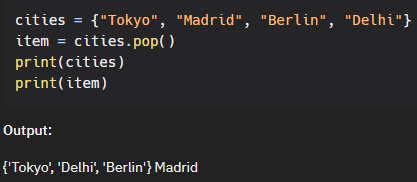 cities = {"Tokyo", "Madrid", "Berlin", "Delhi"}
item = cities.pop()
print(cities)
print(item)
Output:
{'Tokyo', 'Delhi', 'Berlin'} Madrid